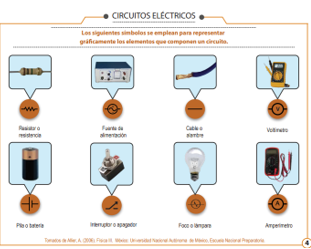 CIRCUITOS ELÉCTRICOS
Los siguientes símbolos se emplean para representar
gráficamente los elementos que componen un circuito.
Resistor o
resistencia
Fuente de
alimentación
Cable o
alambre
Voltímetro
V
Pila o batería
Interruptor o apagador
Foco o lámpara
Amperímetro
A
Tomados de Allier, A. (2006). Física III. México: Universidad Nacional Autónoma de México, Escuela Nacional Preparatoria.
4